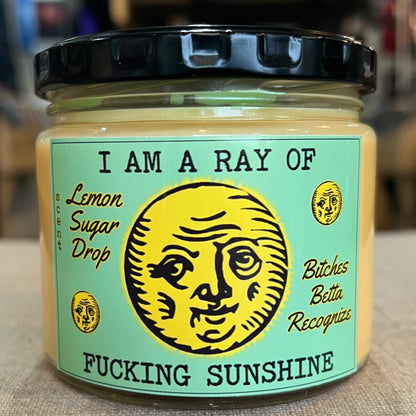 I AM A RAY OF
scent
Lemon
Sugar
Drop
Bitches
Betta
Recognize
FUCKING SUNSHINE